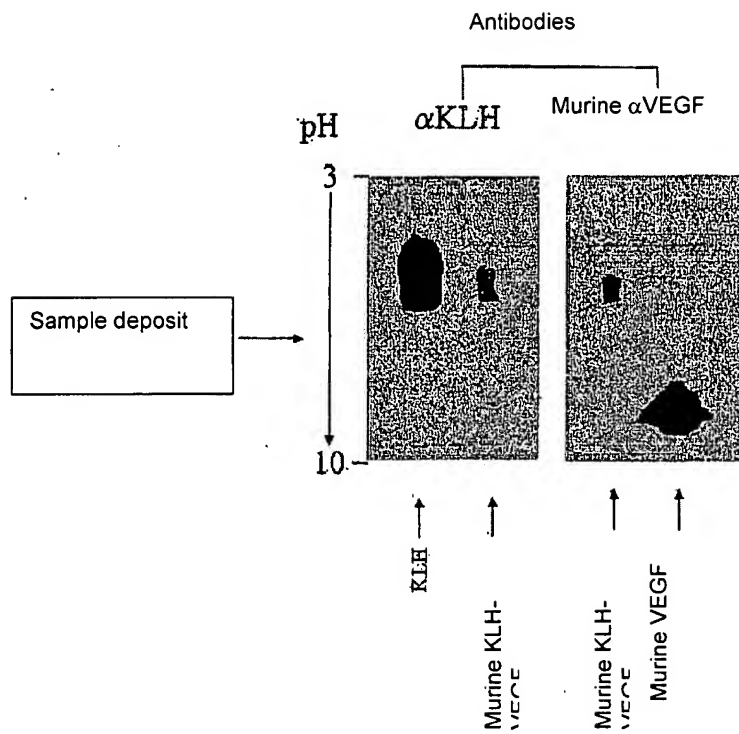 Antibodies
pH
αKLH
Murine αVEGF
3
Sample deposit
10
KLH
Murine KLH-
Murine KLH-
Murine VEGF